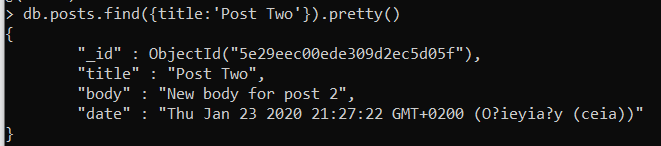 > db.posts.find({title:'Post Two'}).pretty()
{
"_id" : ObjectId("5e29eec00ede309d2ec5d05f"),
"title" : "Post Two",
"body" : "New body for post 2",
"date" : "Thu Jan 23 2020 21:27:22 GMT+0200 (O?ieyia?y (ceia))"
}